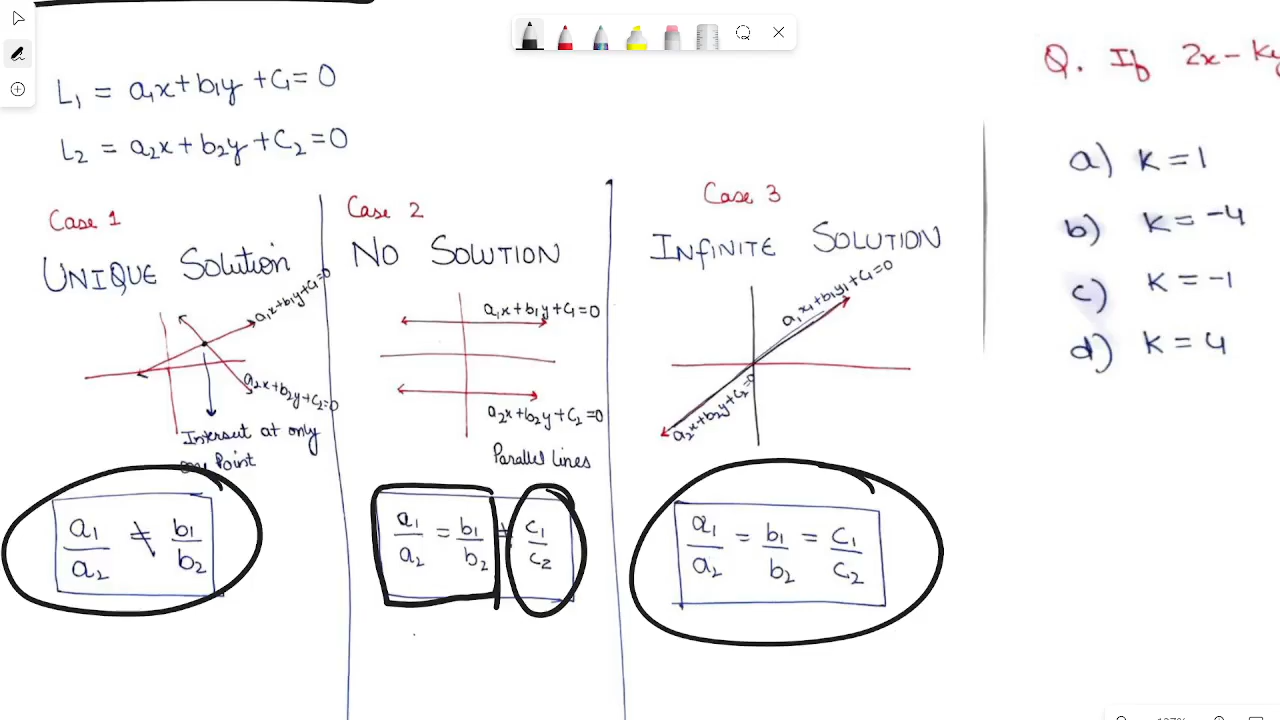 L₁ = a₁x + b₁y + c₁ = 0
L₂ = a₂x + b₂y + C₂ = 0
Case 1
UNIQUE Solution
a₁x+b₁y+c₁=0
a₂x+b₂y+c₂=0
Intersect at only
Point
a₁/a₂ ≠ b₁/b₂
Case 2
NO SOLUTION
a₁x+b₁y+c₁=0
a₂x+b₂y+c₂=0
Parallel lines
a₁/a₂ = b₁/b₂ ≠ c₁/c₂
Case 3
INfINITE SOLUTION
a₁x₁+b₁y₁+c₁=0
a₂x+b₂y+c₂=0
a₁/a₂ = b₁/b₂ = C₁/C₂
Q. If 2x - ky
a) K = 1
b) K = -4
c) K = -1
d) K = 4